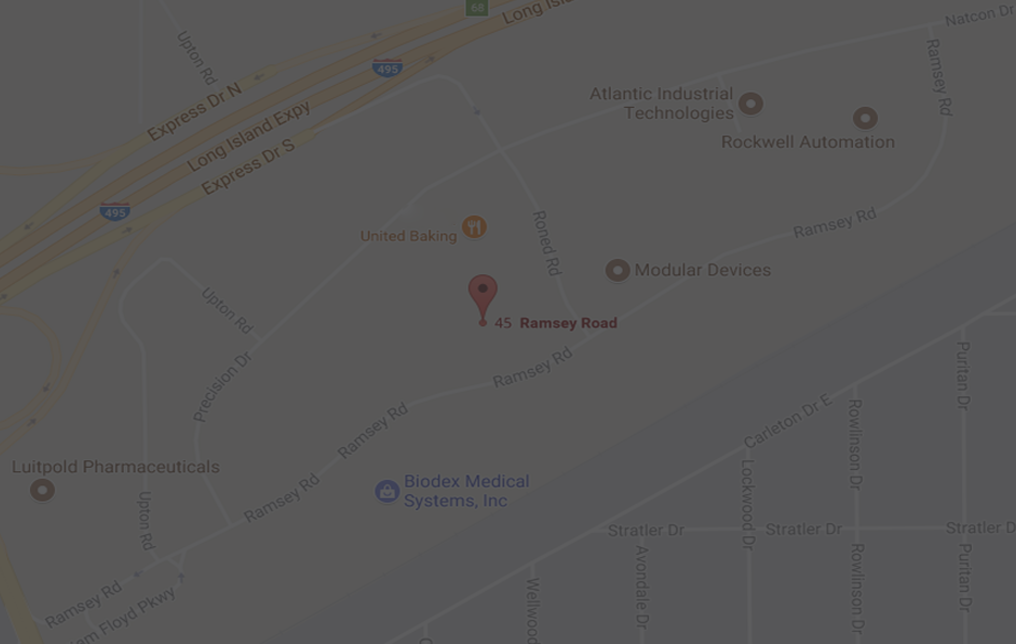 68
Long Isla
Natcon Dr
Upton Rd
495
Ramsey Rd
Express Dr N
Atlantic Industrial
Technologies
Long Island Expy
Rockwell Automation
Express Dr S
495
Ramsey Rd
United Baking
Roned Rd
Modular Devices
Upton Rd
45 Ramsey Road
Ramsey Rd
Precision Dr
Puritan Dr
Carleton Dr E
Rowlinson Dr
Ramsey Rd
Luitpold Pharmaceuticals
Biodex Medical
Systems, Inc
Ramsey Rd
Lockwood Dr
Upton Rd
Stratler Dr
Stratler Dr
Stratler D
Avondale Dr
Rowlinson Dr
Puritan Dr
Ramsey Rd
am Floyd Pkwy
Wellwood